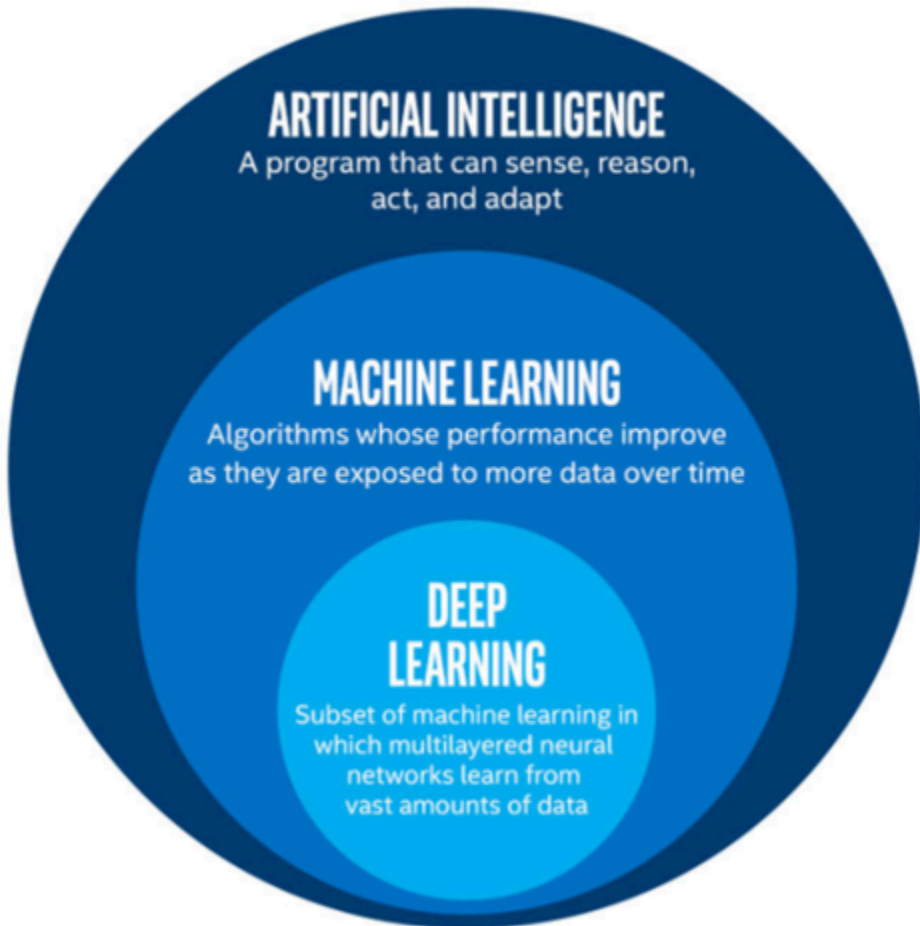 ARTIFICIAL INTELLIGENCE
A program that can sense, reason,
act, and adapt
MACHINE LEARNING
Algorithms whose performance improve
as they are exposed to more data over time
DEEP
LEARNING
Subset of machine learning in
which multilayered neural
networks learn from
vast amounts of data